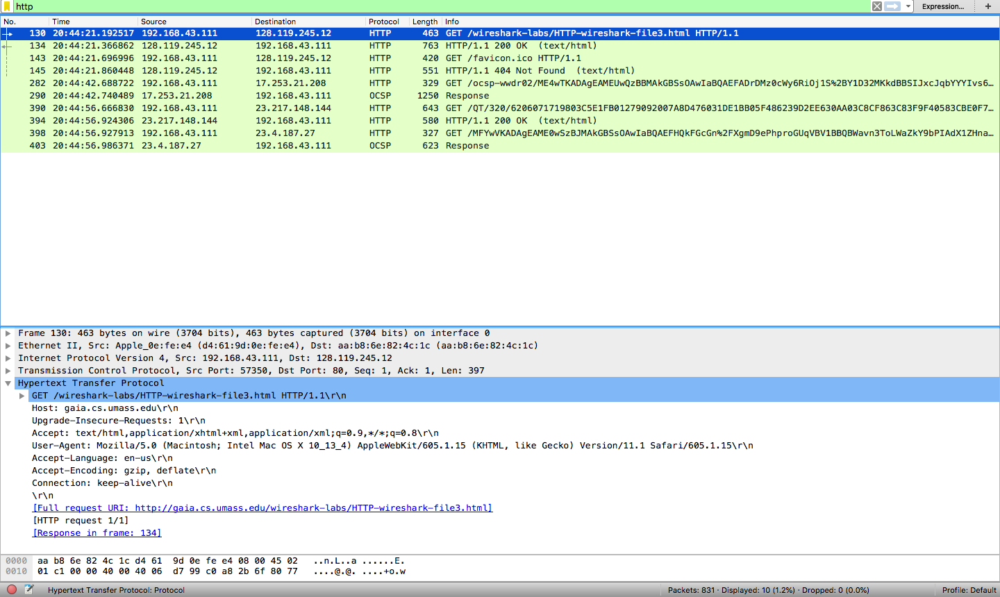 http
Expression...
+
No. Time Source Destination Protocol Length Info
130 20:44:21.192517 192.168.43.111 128.119.245.12 HTTP 463 GET /wireshark-labs/HTTP-wireshark-file3.html HTTP/1.1
134 20:44:21.366862 128.119.245.12 192.168.43.111 HTTP 763 HTTP/1.1 200 OK  (text/html)
143 20:44:21.696996 192.168.43.111 128.119.245.12 HTTP 420 GET /favicon.ico HTTP/1.1
145 20:44:21.860448 128.119.245.12 192.168.43.111 HTTP 551 HTTP/1.1 404 Not Found  (text/html)
282 20:44:42.688722 192.168.43.111 17.253.21.208 HTTP 329 GET /ocsp-wwdr02/ME4wTKADAgEAMEUwQzBBMAkGBSsOAwIaBQAEFADrDMz0cWy6RiOj1S%2BY1D32MKkdBBSIJxcJqbYYYIvs6…
290 20:44:42.740489 17.253.21.208 192.168.43.111 OCSP 1250 Response
390 20:44:56.666830 192.168.43.111 23.217.148.144 HTTP 643 GET /QT/320/6206071719803C5E1FB01279092007A8D476031DE1BB05F486239D2EE630AA03C8CF863C83F9F40583CBE0F7…
394 20:44:56.924306 23.217.148.144 192.168.43.111 HTTP 580 HTTP/1.1 200 OK  (text/html)
398 20:44:56.927913 192.168.43.111 23.4.187.27 HTTP 327 GET /MFYwVKADAgEAME0wSzBJMAkGBSsOAwIaBQAEFHQkFGcGn%2FXgmD9ePhproGUqVBV1BBQBWavn3ToLWaZkY9bPIAdX1ZHna…
403 20:44:56.986371 23.4.187.27 192.168.43.111 OCSP 623 Response
Frame 130: 463 bytes on wire (3704 bits), 463 bytes captured (3704 bits) on interface 0
Ethernet II, Src: Apple_0e:fe:e4 (d4:61:9d:0e:fe:e4), Dst: aa:b8:6e:82:4c:1c (aa:b8:6e:82:4c:1c)
Internet Protocol Version 4, Src: 192.168.43.111, Dst: 128.119.245.12
Transmission Control Protocol, Src Port: 57350, Dst Port: 80, Seq: 1, Ack: 1, Len: 397
Hypertext Transfer Protocol
GET /wireshark-labs/HTTP-wireshark-file3.html HTTP/1.1\r\n
Host: gaia.cs.umass.edu\r\n
Upgrade-Insecure-Requests: 1\r\n
Accept: text/html,application/xhtml+xml,application/xml;q=0.9,*/*;q=0.8\r\n
User-Agent: Mozilla/5.0 (Macintosh; Intel Mac OS X 10_13_4) AppleWebKit/605.1.15 (KHTML, like Gecko) Version/11.1 Safari/605.1.15\r\n
Accept-Language: en-us\r\n
Accept-Encoding: gzip, deflate\r\n
Connection: keep-alive\r\n
\r\n
[Full request URI: http://gaia.cs.umass.edu/wireshark-labs/HTTP-wireshark-file3.html]
[HTTP request 1/1]
[Response in frame: 134]
0000 aa b8 6e 82 4c 1c d4 61  9d 0e fe e4 08 00 45 02 ..n.L..a ......E.
0010 01 c1 00 00 40 00 40 06  d7 99 c0 a8 2b 6f 80 77 ....@.@. ....+o.w
Hypertext Transfer Protocol: Protocol
Packets: 831 · Displayed: 10 (1.2%) · Dropped: 0 (0.0%)
Profile: Default